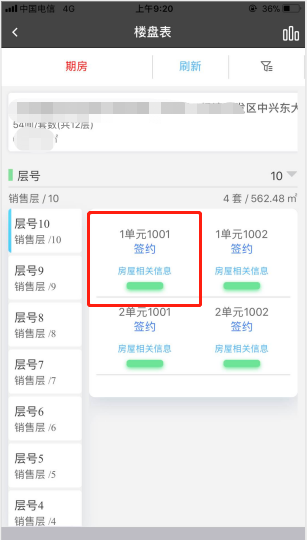 中国电信 4G 上午9:20 36%
楼盘表
期房 刷新
发区中兴东大
54㎡/套数(共12层)
层号 10
销售层 / 10 4 套 / 562.48 ㎡
层号10
销售层 /10
层号9
销售层 /9
层号8
销售层 /8
层号7
销售层 /7
层号6
销售层 /6
层号5
销售层 /5
层号4
销售层 /4
1单元1001 1单元1002
签约 签约
房屋相关信息 房屋相关信息
2单元1001 2单元1002
签约 签约
房屋相关信息 房屋相关信息